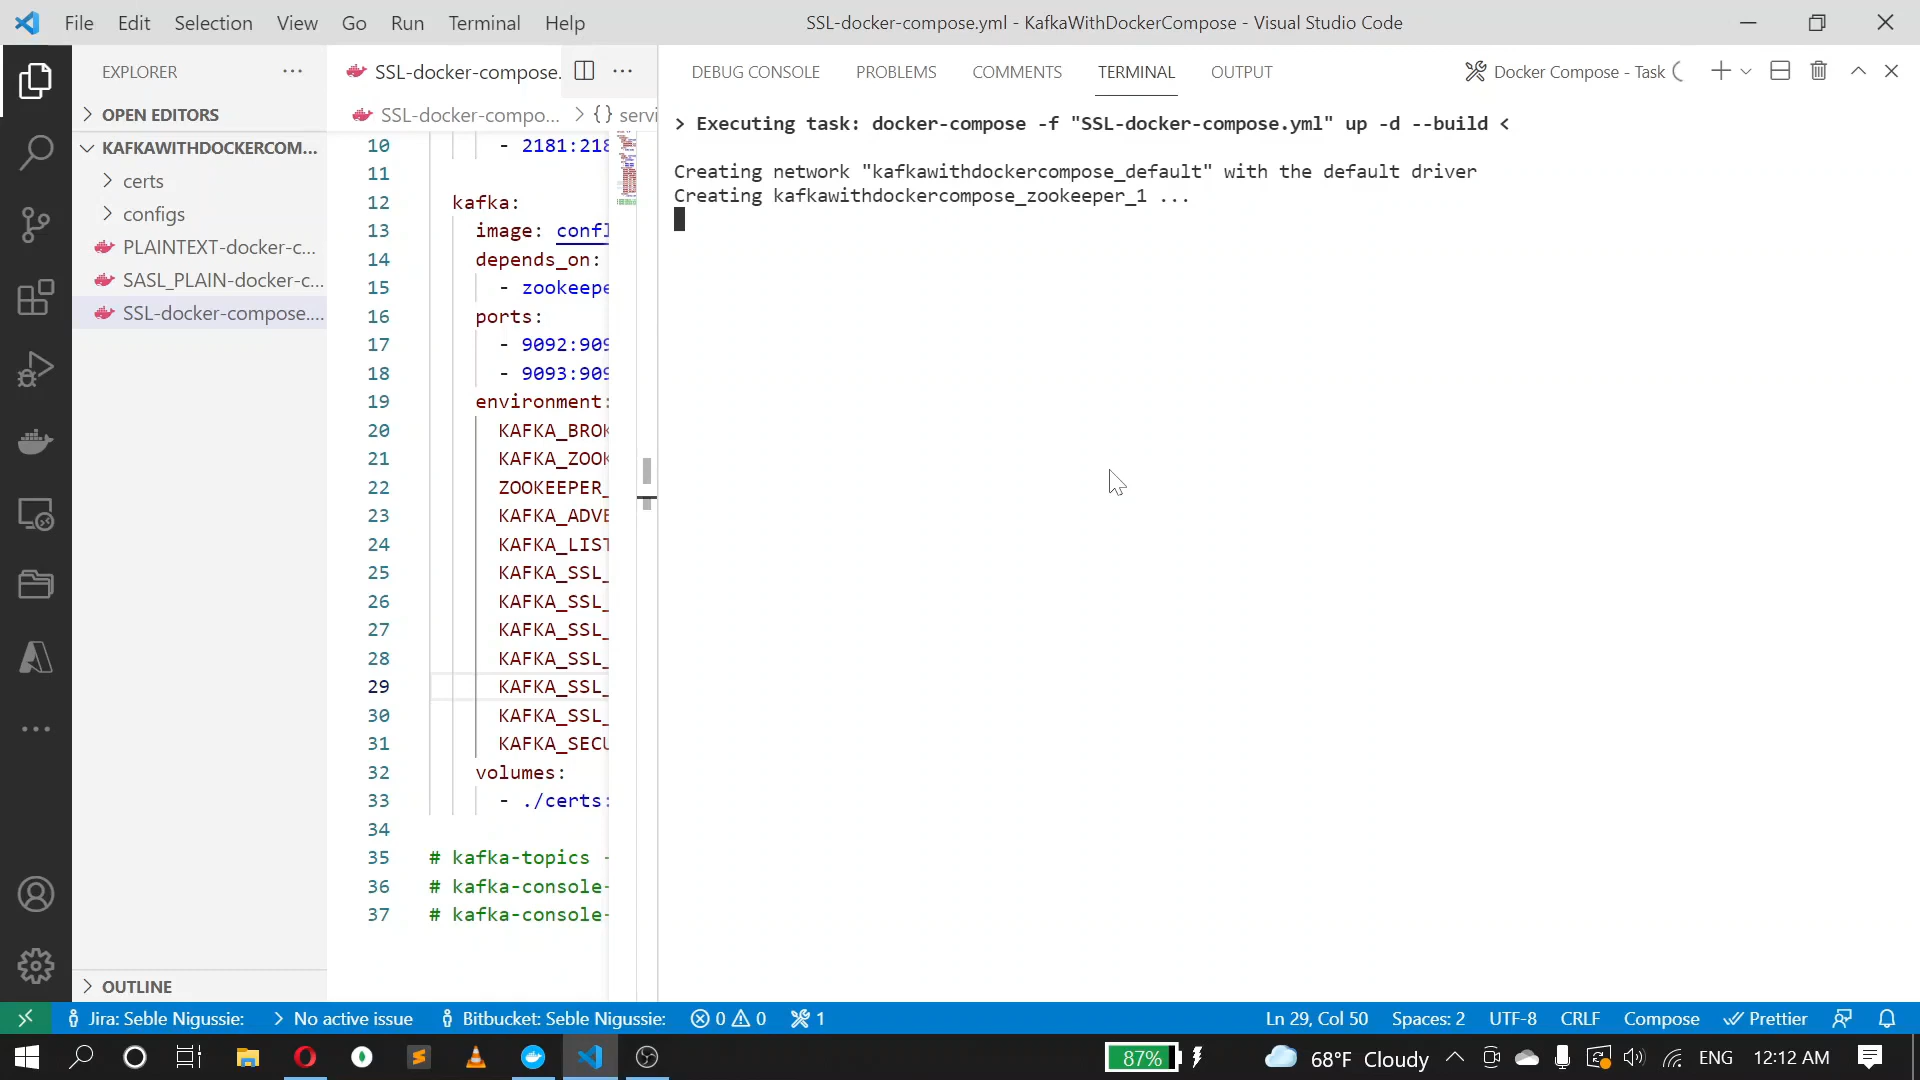 File Edit Selection View Go Run Terminal Help
SSL-docker-compose.yml - KafkaWithDockerCompose - Visual Studio Code
EXPLORER
OPEN EDITORS
KAFKAWITHDOCKERCOM...
certs
configs
PLAINTEXT-docker-c...
SASL_PLAIN-docker-c...
SSL-docker-compose....
OUTLINE
SSL-docker-compose.
SSL-docker-compo... > {} servi
10 - 2181:218
11
12 kafka:
13 image: confl
14 depends_on:
15 - zookeepe
16 ports:
17 - 9092:909
18 - 9093:909
19 environment:
20 KAFKA_BROK
21 KAFKA_ZOOK
22 ZOOKEEPER_
23 KAFKA_ADVE
24 KAFKA_LIST
25 KAFKA_SSL_
26 KAFKA_SSL_
27 KAFKA_SSL_
28 KAFKA_SSL_
29 KAFKA_SSL_
30 KAFKA_SSL_
31 KAFKA_SECU
32 volumes:
33 - ./certs:
34
35 # kafka-topics -
36 # kafka-console-
37 # kafka-console-
DEBUG CONSOLE PROBLEMS COMMENTS TERMINAL OUTPUT
Docker Compose - Task
> Executing task: docker-compose -f "SSL-docker-compose.yml" up -d --build <
Creating network "kafkawithdockercompose_default" with the default driver
Creating kafkawithdockercompose_zookeeper_1 ...
Jira: Seble Nigussie: > No active issue Bitbucket: Seble Nigussie: 0 0 1
Ln 29, Col 50 Spaces: 2 UTF-8 CRLF Compose Prettier
87% 68°F Cloudy ENG 12:12 AM